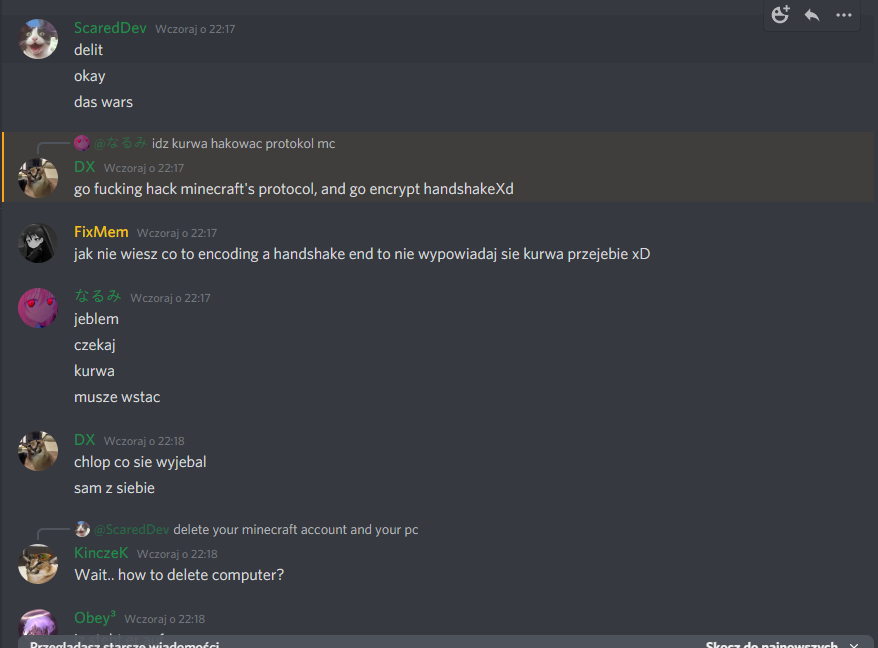 ScaredDev Wczoraj o 22:17
delit
okay
das wars
@なるみ idz kurwa hakowac protokol mc
DX Wczoraj o 22:17
go fucking hack minecraft's protocol, and go encrypt handshakeXd
FixMem Wczoraj o 22:17
jak nie wiesz co to encoding a handshake end to nie wypowiadaj sie kurwa przejebie xD
なるみ Wczoraj o 22:17
jeblem
czekaj
kurwa
musze wstac
DX Wczoraj o 22:18
chlop co sie wyjebal
sam z siebie
@ScaredDev delete your minecraft account and your pc
KinczeK Wczoraj o 22:18
Wait.. how to delete computer?
Obey³ Wczoraj o 22:18
Przeglądasz starsze wiadomości Skocz do najnowszych